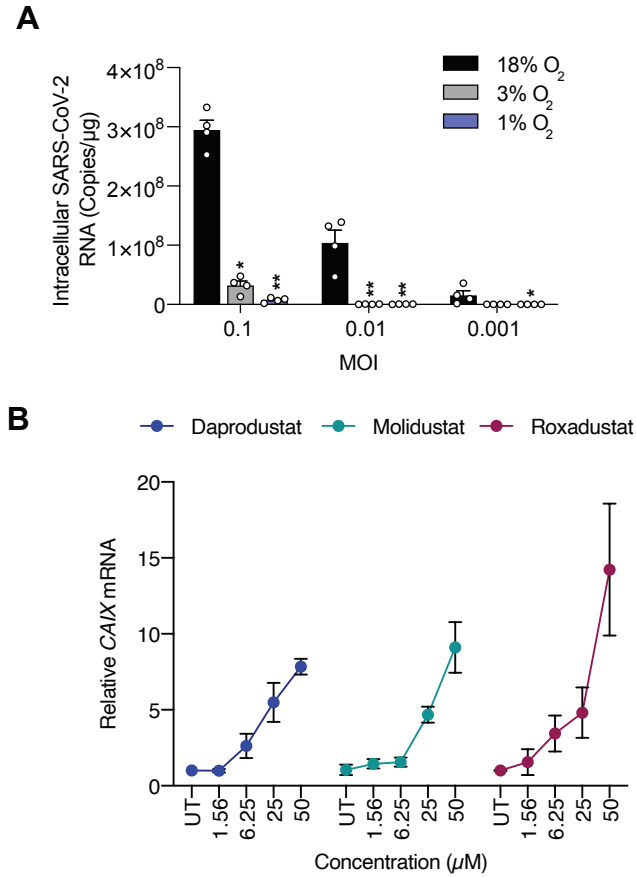 A
Intracellular SARS-CoV-2
RNA (Copies/µg)
4×10⁸
3×10⁸
2×10⁸
1×10⁸
0
18% O₂
3% O₂
1% O₂
*
**
**
**
*
0.1
0.01
0.001
MOI
B
Daprodustat
Molidustat
Roxadustat
Relative CAIX mRNA
20
15
10
5
0
UT
1.56
6.25
25
50
UT
1.56
6.25
25
50
UT
1.56
6.25
25
50
Concentration (µM)